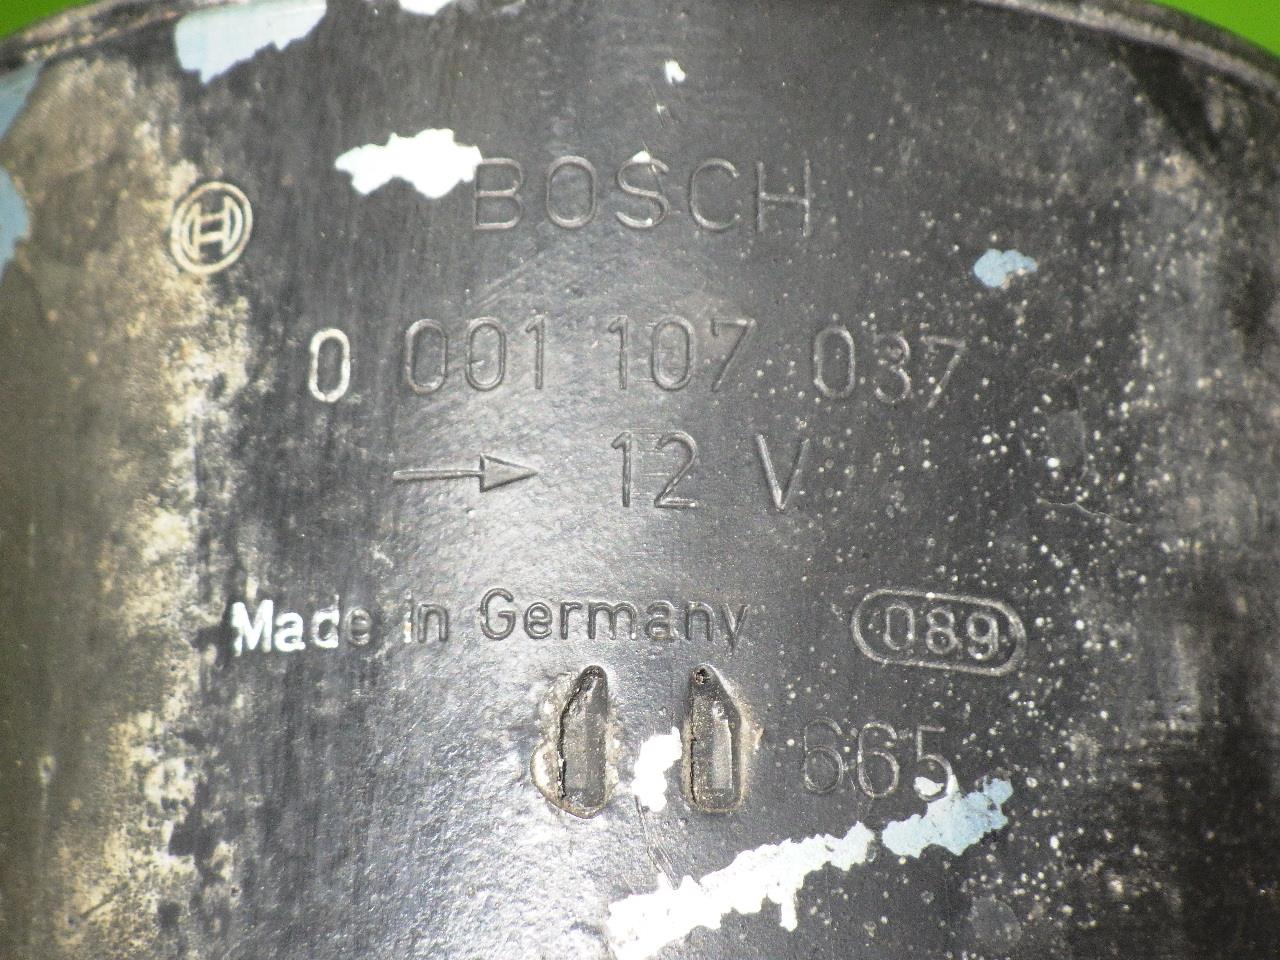 BOSCH
0 001 107 037
→ 12 V
Made in Germany 089
665